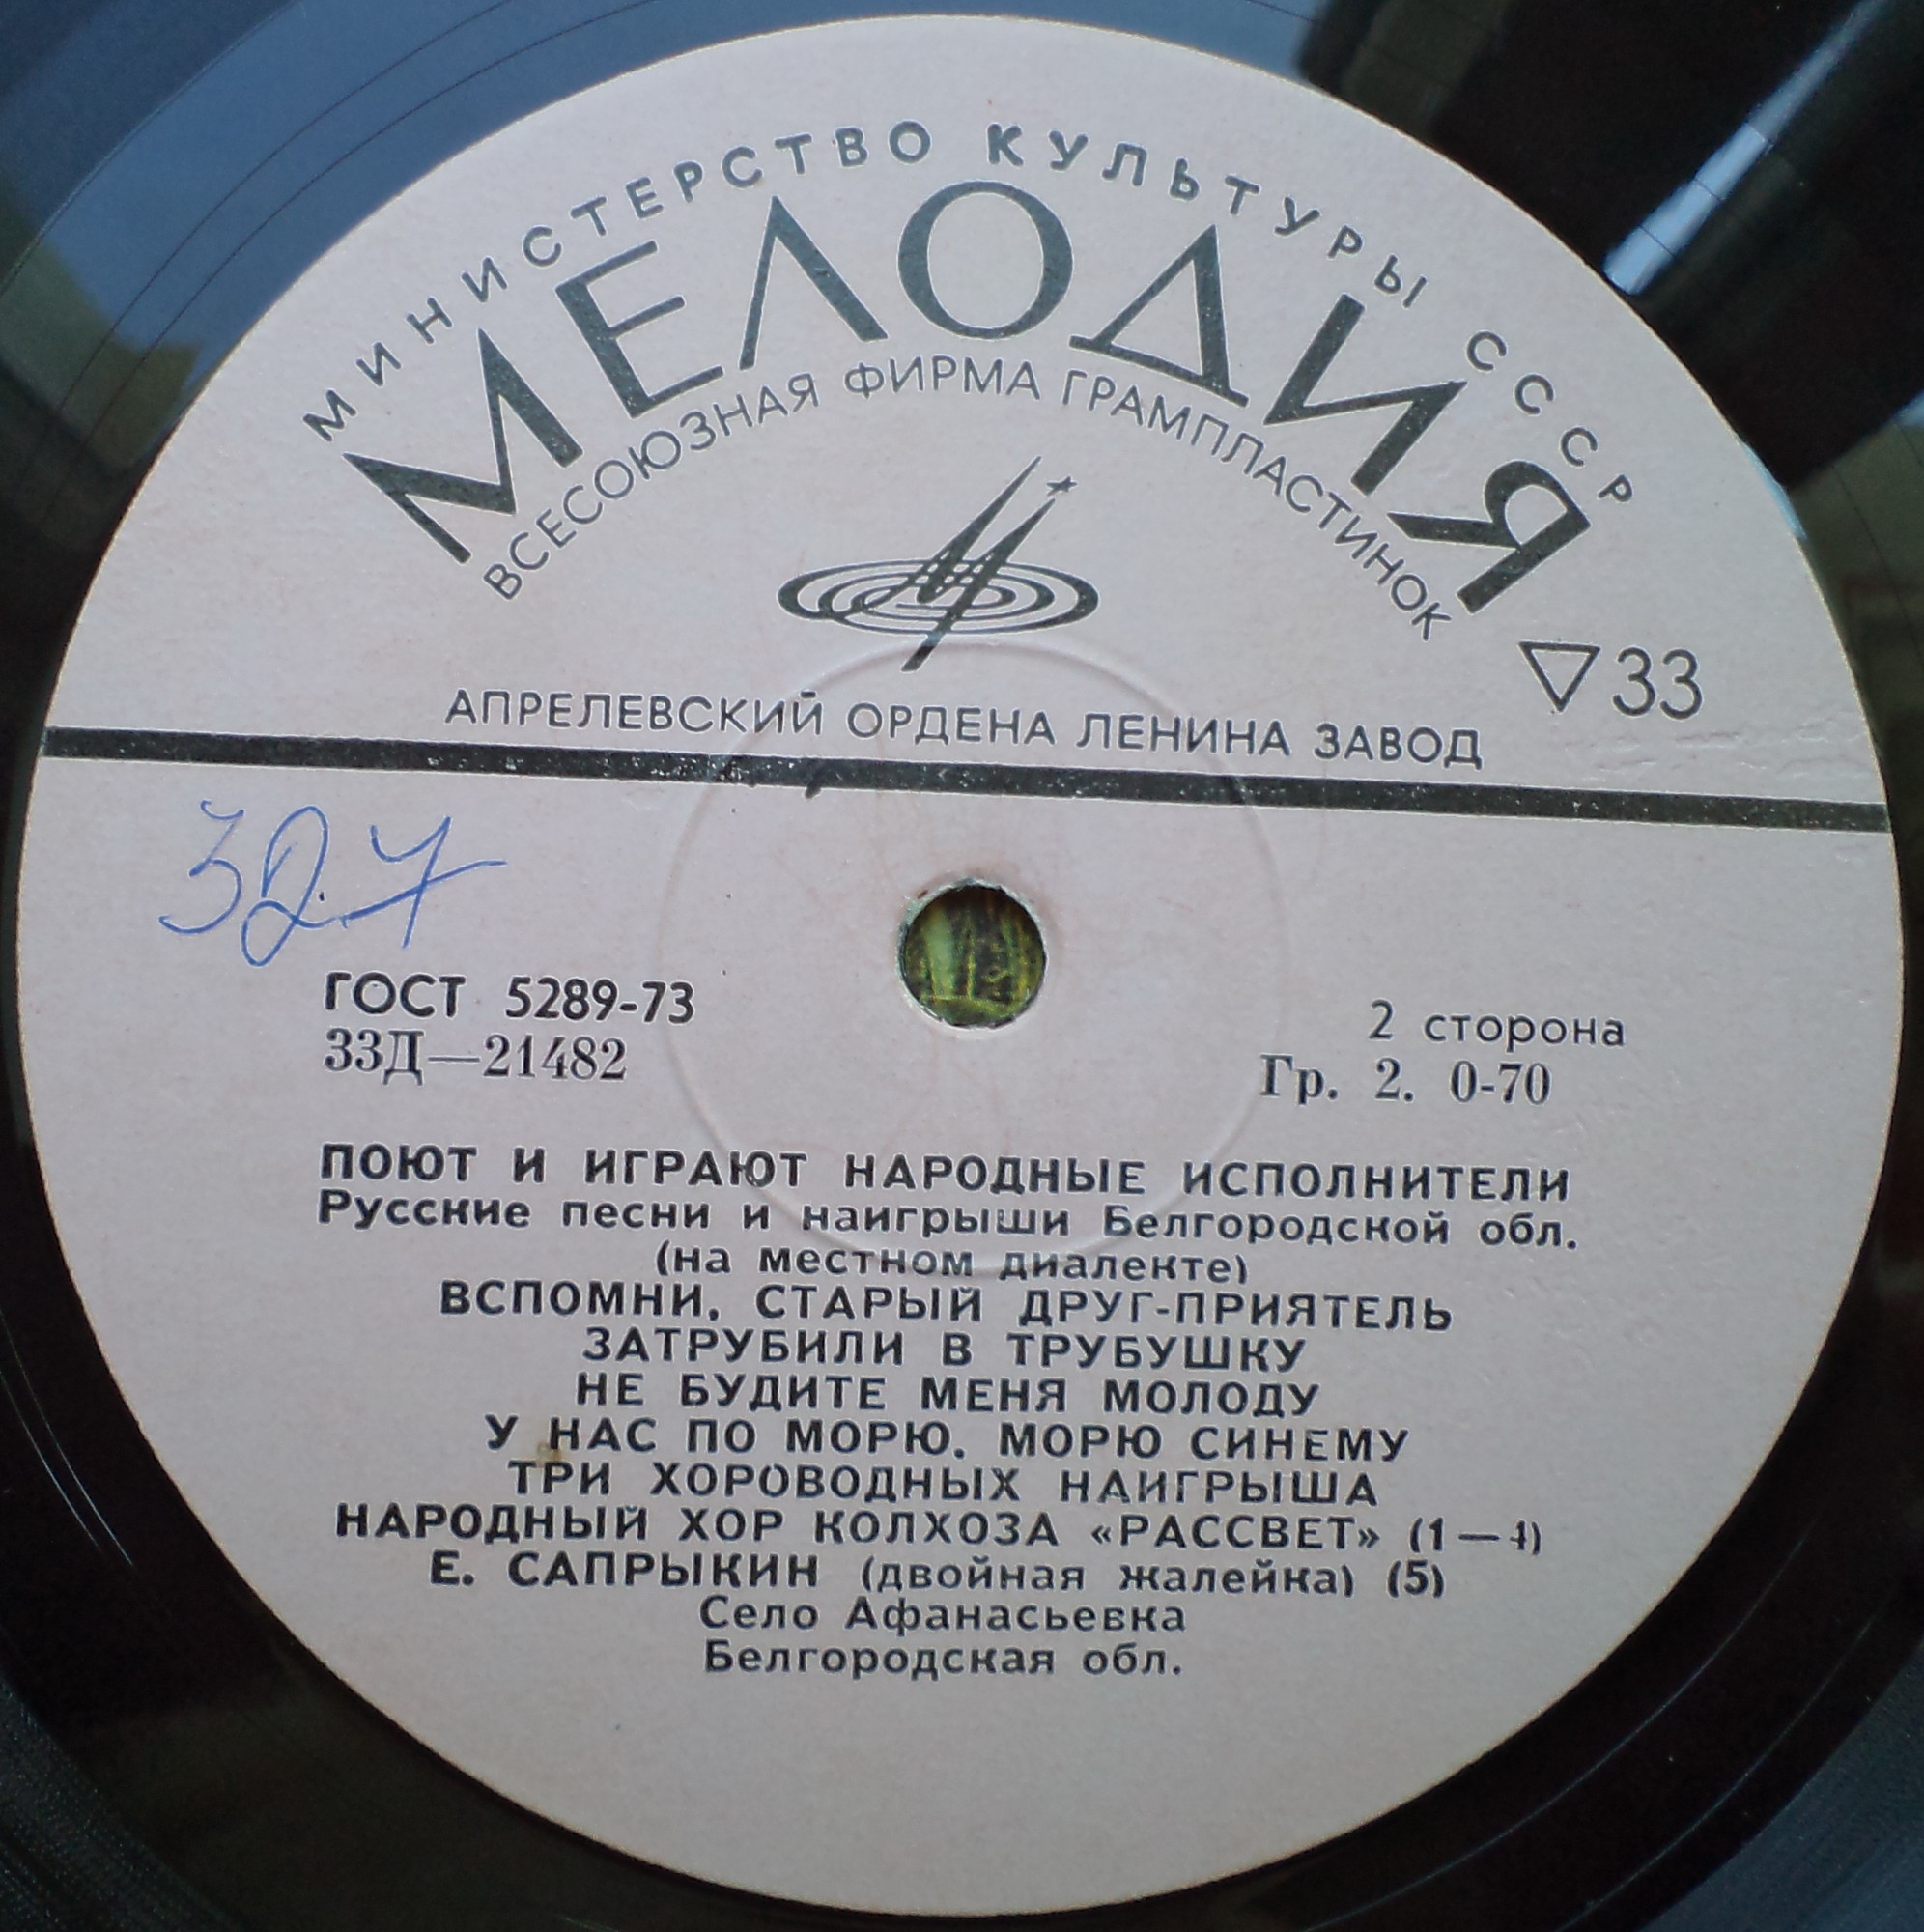 МИНИСТЕРСТВО КУЛЬТУРЫ СССР
МЕЛОДИЯ
ВСЕСОЮЗНАЯ ФИРМА ГРАМПЛАСТИНОК
▽33
АПРЕЛЕВСКИЙ ОРДЕНА ЛЕНИНА ЗАВОД
327
ГОСТ 5289-73
2 сторона
33Д—21482
Гр. 2. 0-70
ПОЮТ И ИГРАЮТ НАРОДНЫЕ ИСПОЛНИТЕЛИ
Русские песни и наигрыши Белгородской обл.
(на местном диалекте)
ВСПОМНИ, СТАРЫЙ ДРУГ-ПРИЯТЕЛЬ
ЗАТРУБИЛИ В ТРУБУШКУ
НЕ БУДИТЕ МЕНЯ МОЛОДУ
У НАС ПО МОРЮ, МОРЮ СИНЕМУ
ТРИ ХОРОВОДНЫХ НАИГРЫША
НАРОДНЫЙ ХОР КОЛХОЗА «РАССВЕТ» (1—4)
Е. САПРЫКИН (двойная жалейка) (5)
Село Афанасьевка
Белгородская обл.